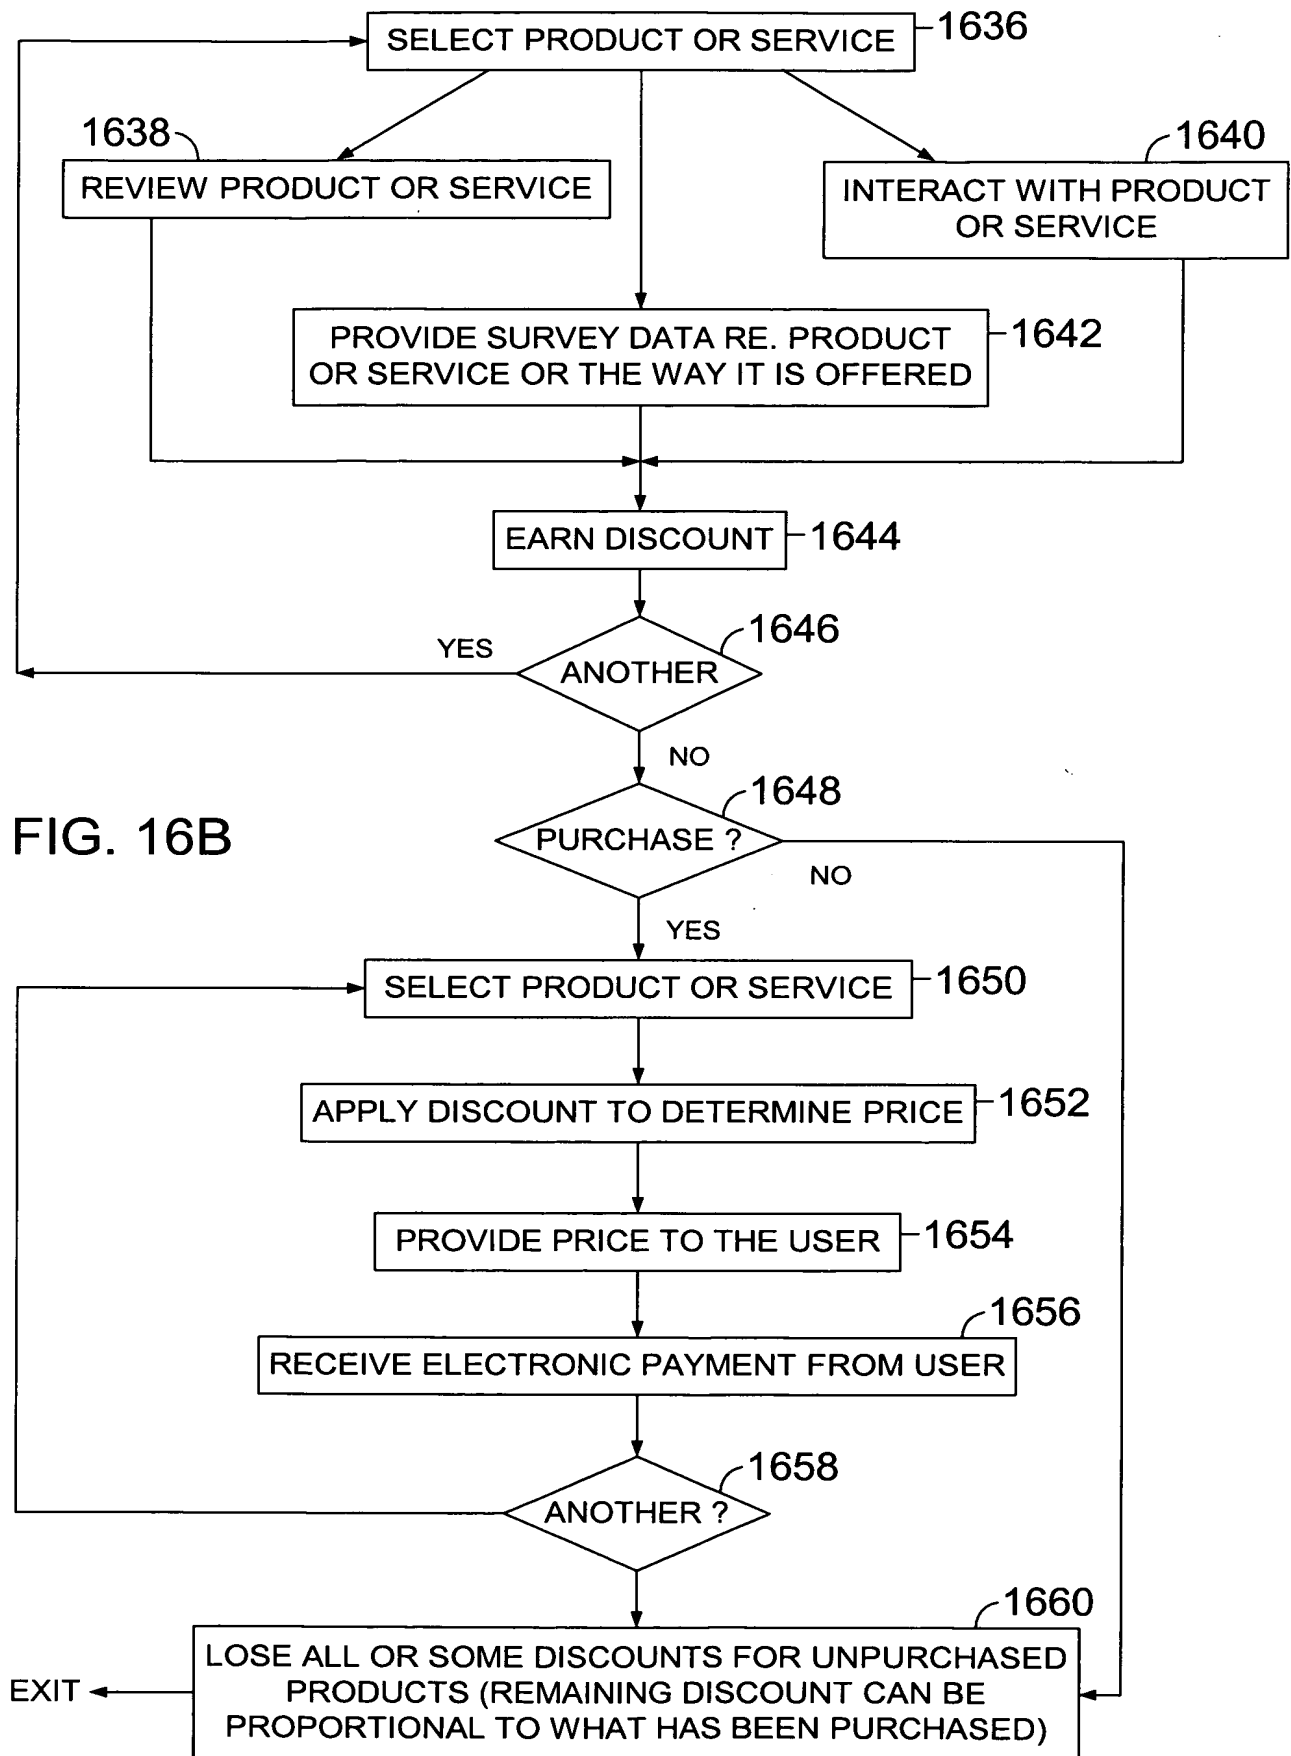 SELECT PRODUCT OR SERVICE
1636
1638
REVIEW PRODUCT OR SERVICE
1640
INTERACT WITH PRODUCT
OR SERVICE
PROVIDE SURVEY DATA RE. PRODUCT
OR SERVICE OR THE WAY IT IS OFFERED
1642
EARN DISCOUNT
1644
1646
YES
ANOTHER
NO
FIG. 16B
1648
PURCHASE ?
NO
YES
SELECT PRODUCT OR SERVICE
1650
APPLY DISCOUNT TO DETERMINE PRICE
1652
PROVIDE PRICE TO THE USER
1654
1656
RECEIVE ELECTRONIC PAYMENT FROM USER
1658
ANOTHER ?
1660
LOSE ALL OR SOME DISCOUNTS FOR UNPURCHASED
PRODUCTS (REMAINING DISCOUNT CAN BE
PROPORTIONAL TO WHAT HAS BEEN PURCHASED)
EXIT